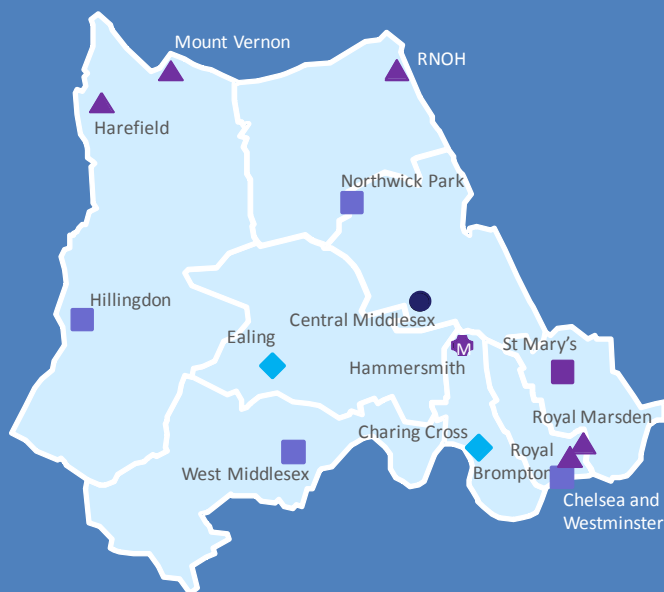 Mount Vernon
RNOH
Harefield
Northwick Park
Hillingdon
Central Middlesex
Ealing
St Mary's
M
Hammersmith
Royal Marsden
Charing Cross
Royal
Brompton
West Middlesex
Chelsea and
Westminster